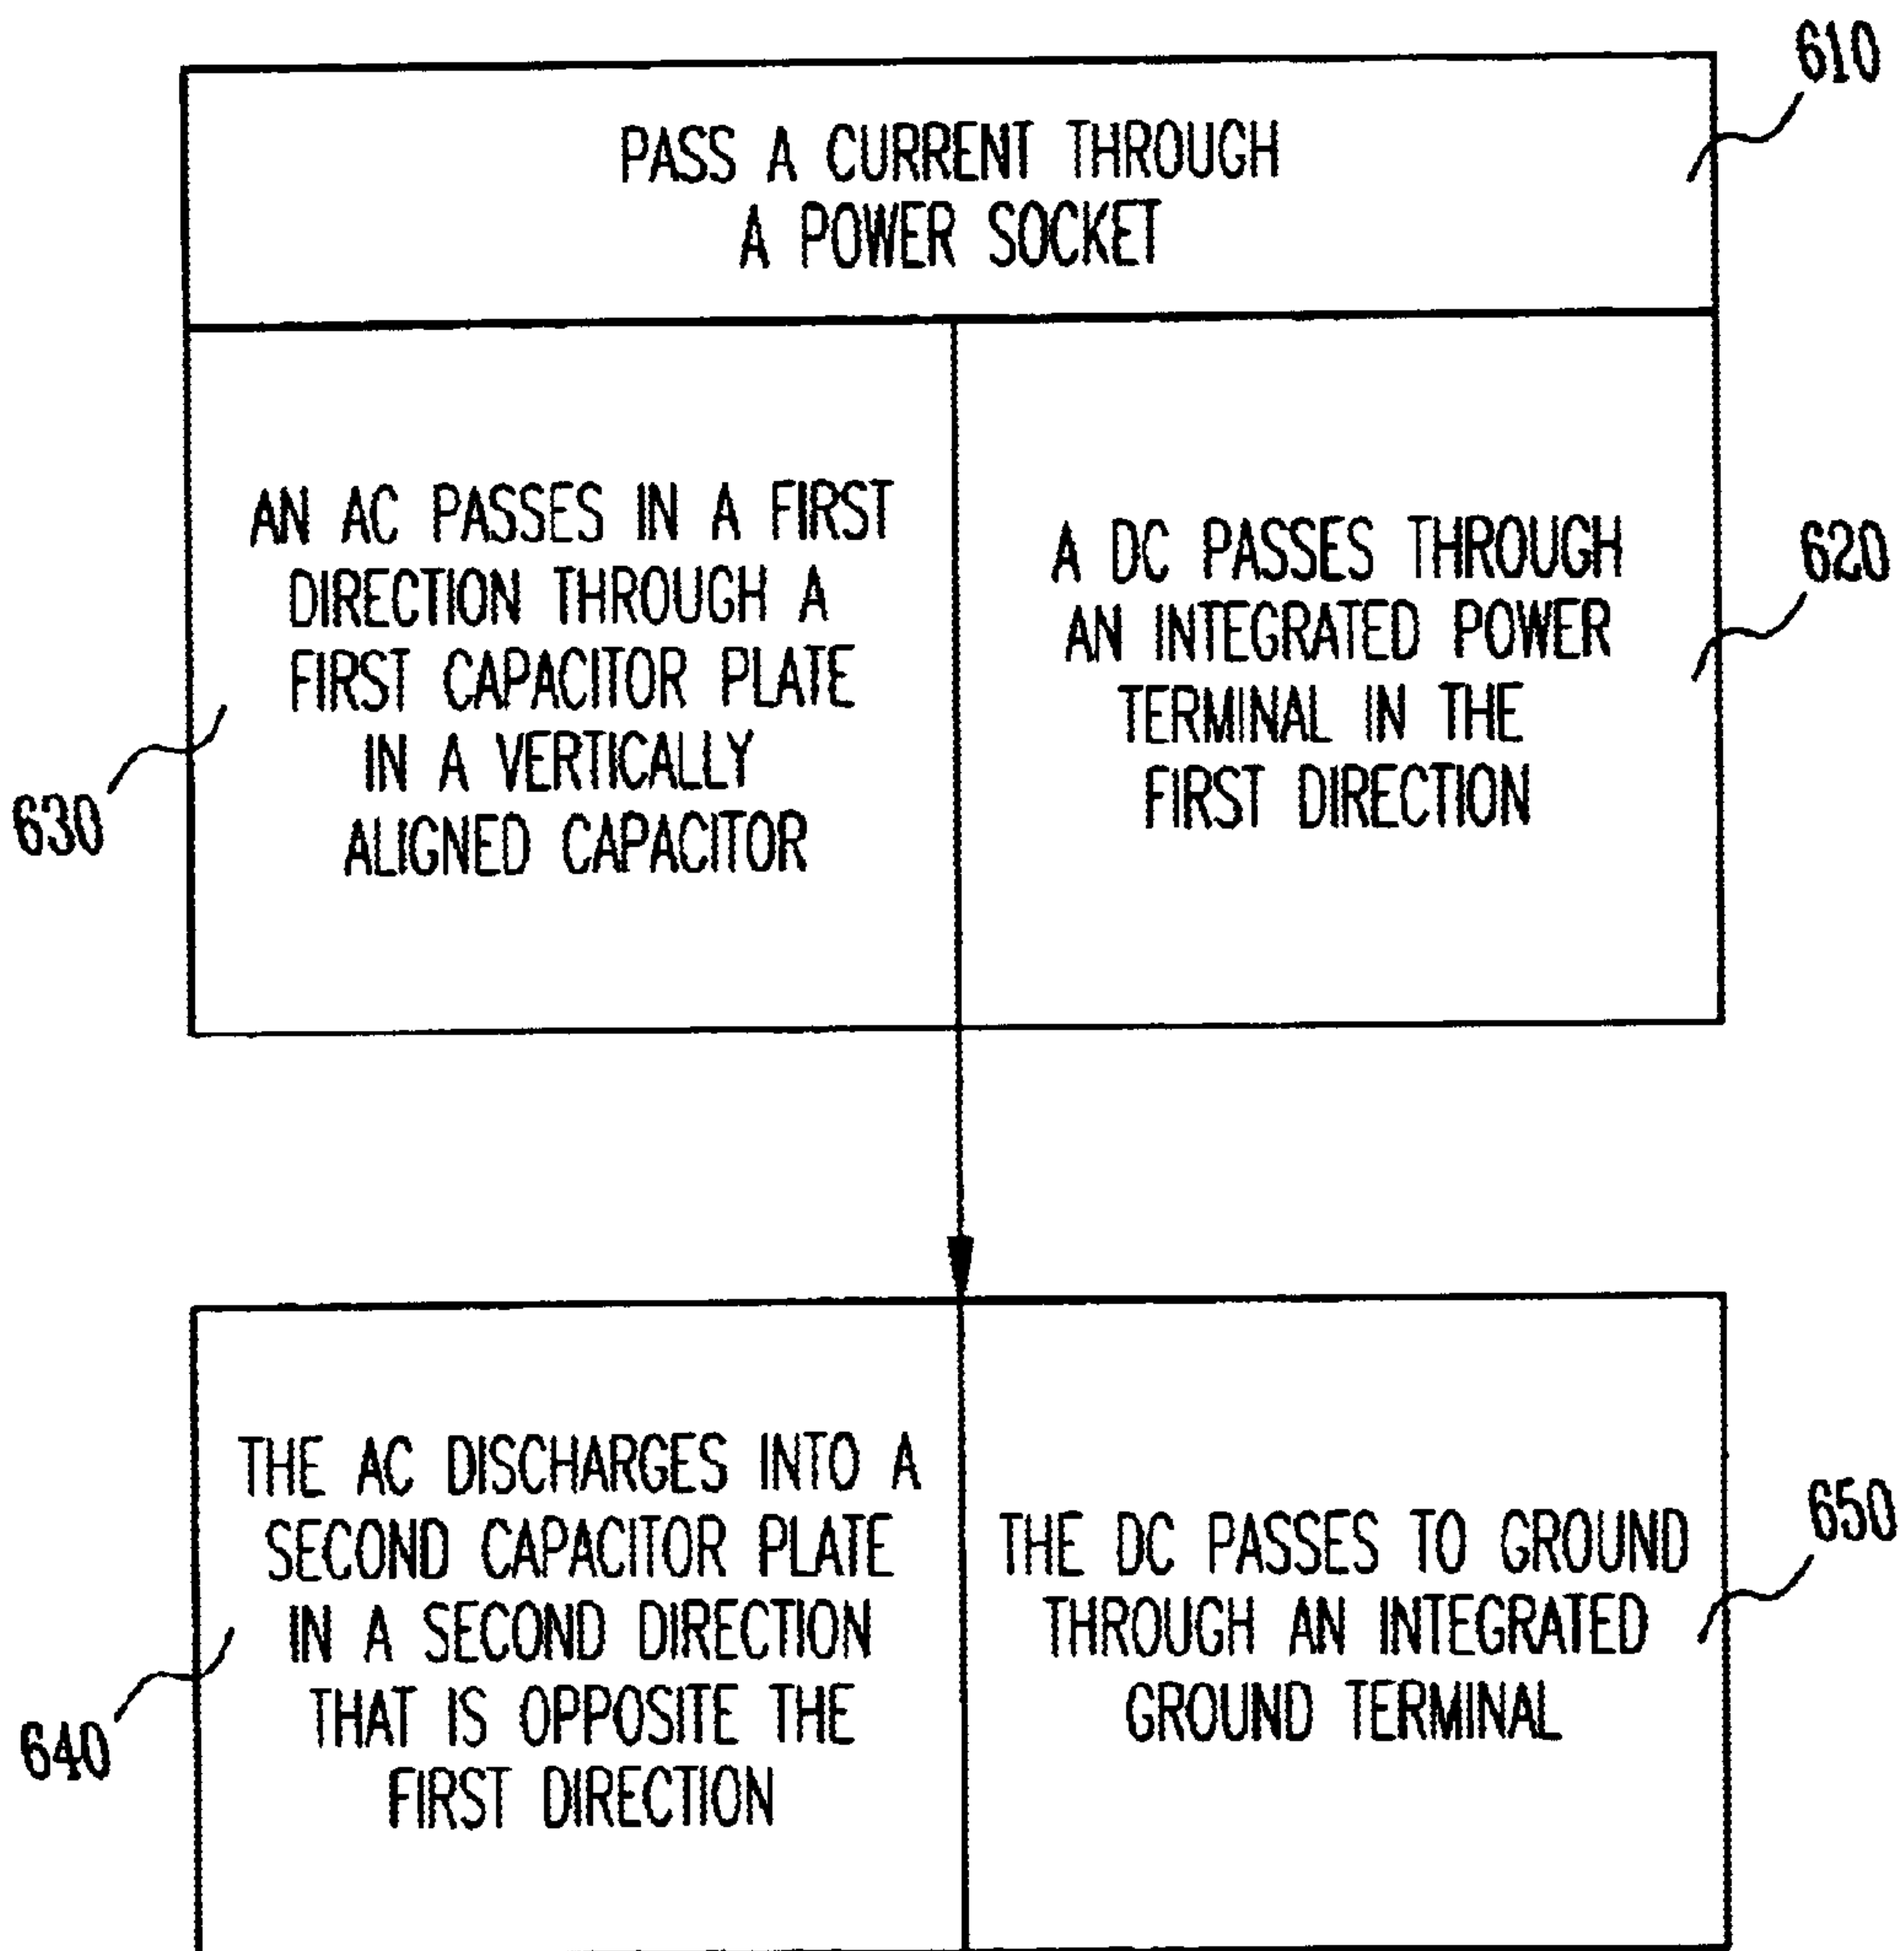 610
PASS A CURRENT THROUGH
A POWER SOCKET
AN AC PASSES IN A FIRST
DIRECTION THROUGH A
FIRST CAPACITOR PLATE
IN A VERTICALLY
ALIGNED CAPACITOR
630
A DC PASSES THROUGH
AN INTEGRATED POWER
TERMINAL IN THE
FIRST DIRECTION
620
THE AC DISCHARGES INTO A
SECOND CAPACITOR PLATE
IN A SECOND DIRECTION
THAT IS OPPOSITE THE
FIRST DIRECTION
640
THE DC PASSES TO GROUND
THROUGH AN INTEGRATED
GROUND TERMINAL
650